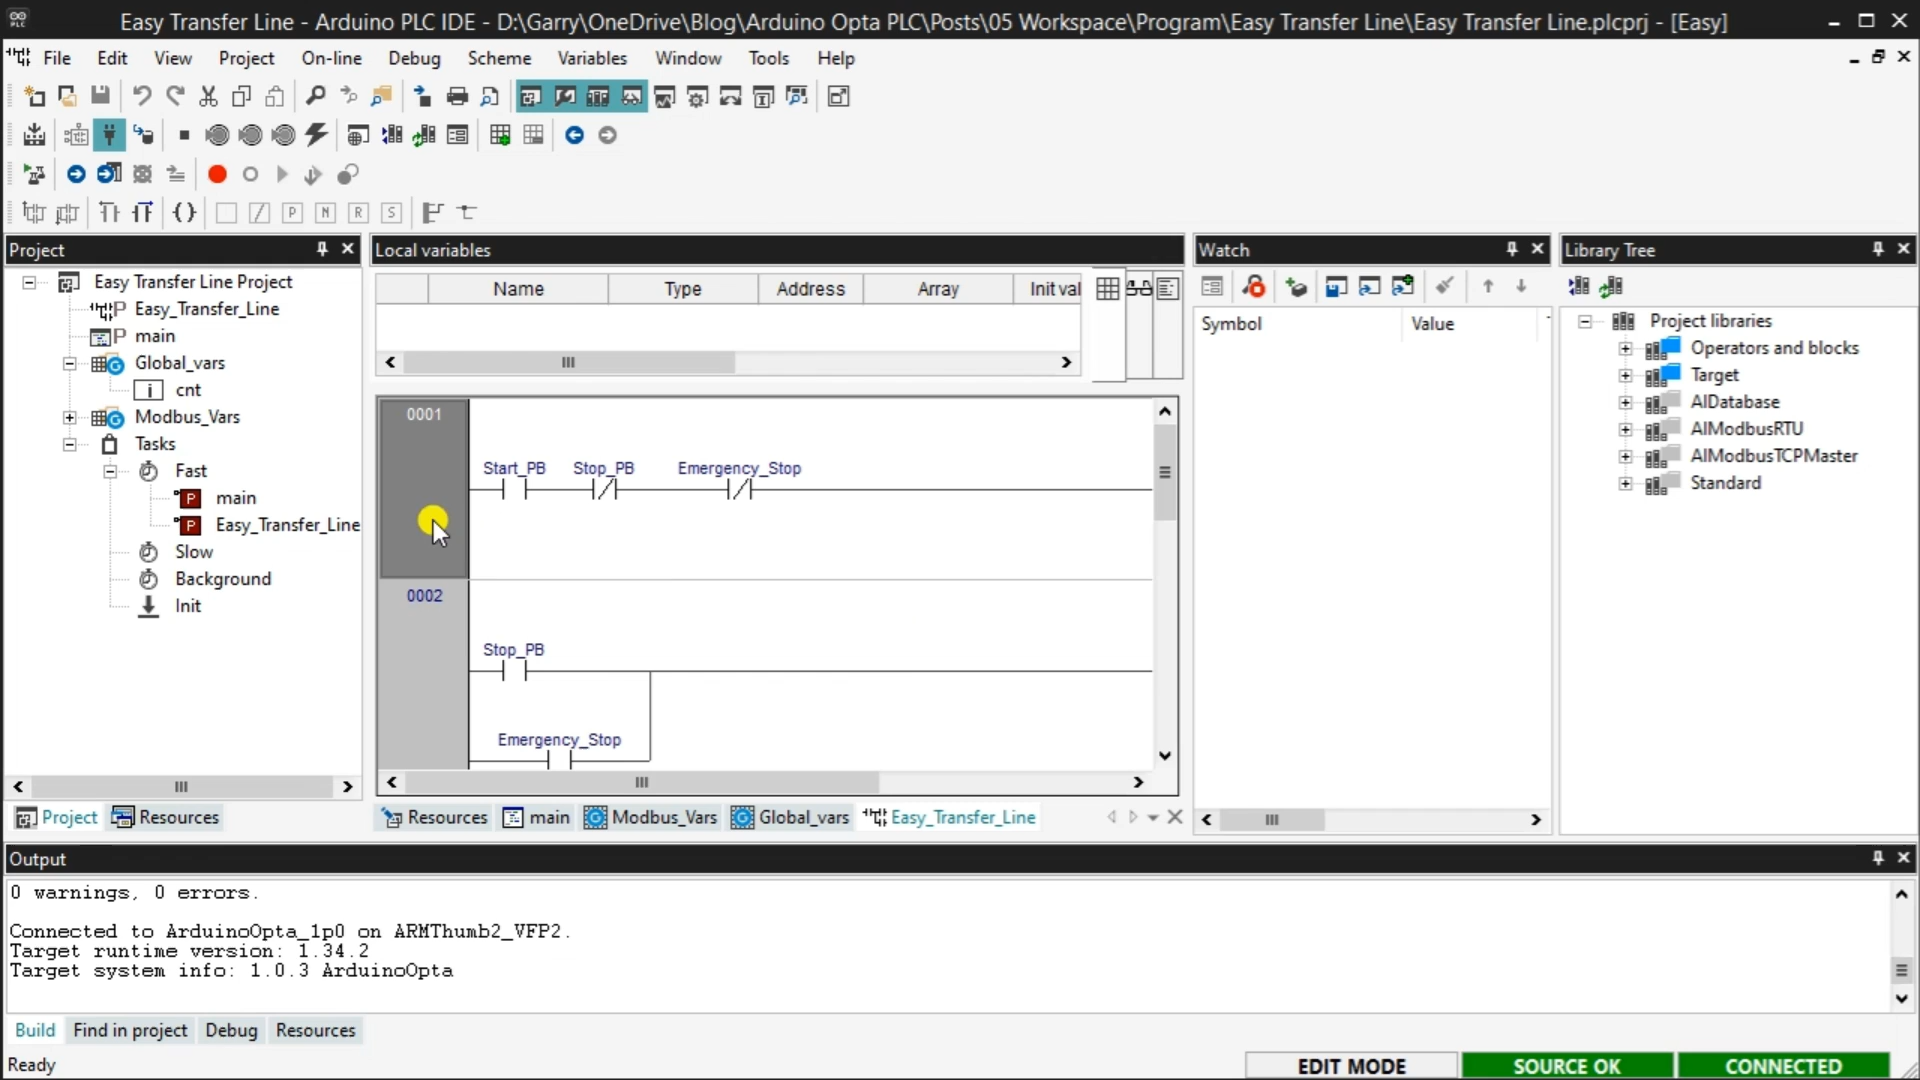 Easy Transfer Line - Arduino PLC IDE - D:\Garry\OneDrive\Blog\Arduino Opta PLC\Posts\05 Workspace\Program\Easy Transfer Line\Easy Transfer Line.plcprj - [Easy]
File Edit View Project On-line Debug Scheme Variables Window Tools Help
P N R S
Project
Easy Transfer Line Project
P Easy_Transfer_Line
P main
Global_vars
cnt
Modbus_Vars
Tasks
Fast
P main
P Easy_Transfer_Line
Slow
Background
Init
Project Resources
Local variables
Name Type Address Array Init val
0001
Start_PB Stop_PB Emergency_Stop
0002
Stop_PB
Emergency_Stop
Resources main Modbus_Vars Global_vars Easy_Transfer_Line
Watch
Symbol Value
Library Tree
Project libraries
Operators and blocks
Target
AlDatabase
AlModbusRTU
AlModbusTCPMaster
Standard
Output
0 warnings, 0 errors.
Connected to ArduinoOpta_1p0 on ARMThumb2_VFP2.
Target runtime version: 1.34.2
Target system info: 1.0.3 ArduinoOpta
Build Find in project Debug Resources
Ready
EDIT MODE SOURCE OK CONNECTED